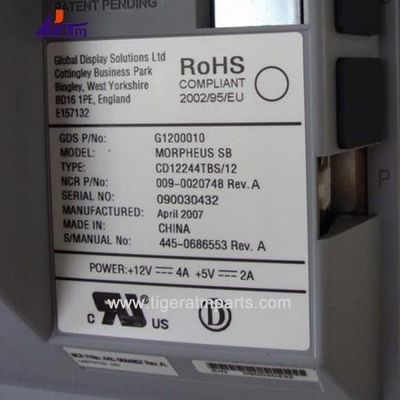 PATENT PENDING
Global Display Solutions Ltd
Cottingley Business Park
Bingley, West Yorkshire
BD16 1PE, England
E157132
RoHS
COMPLIANT
2002/95/EU
GDS P/No: G1200010
MODEL: MORPHEUS SB
TYPE: CD12244TBS/12
NCR P/No: 009-0020748 Rev. A
SERIAL NO: 090030432
MANUFACTURED: April 2007
MADE IN: CHINA
S/MANUAL No: 445-0686553 Rev. A
POWER:+12V 4A +5V 2A
www.tigeratmparts.com
C UL US
D
P